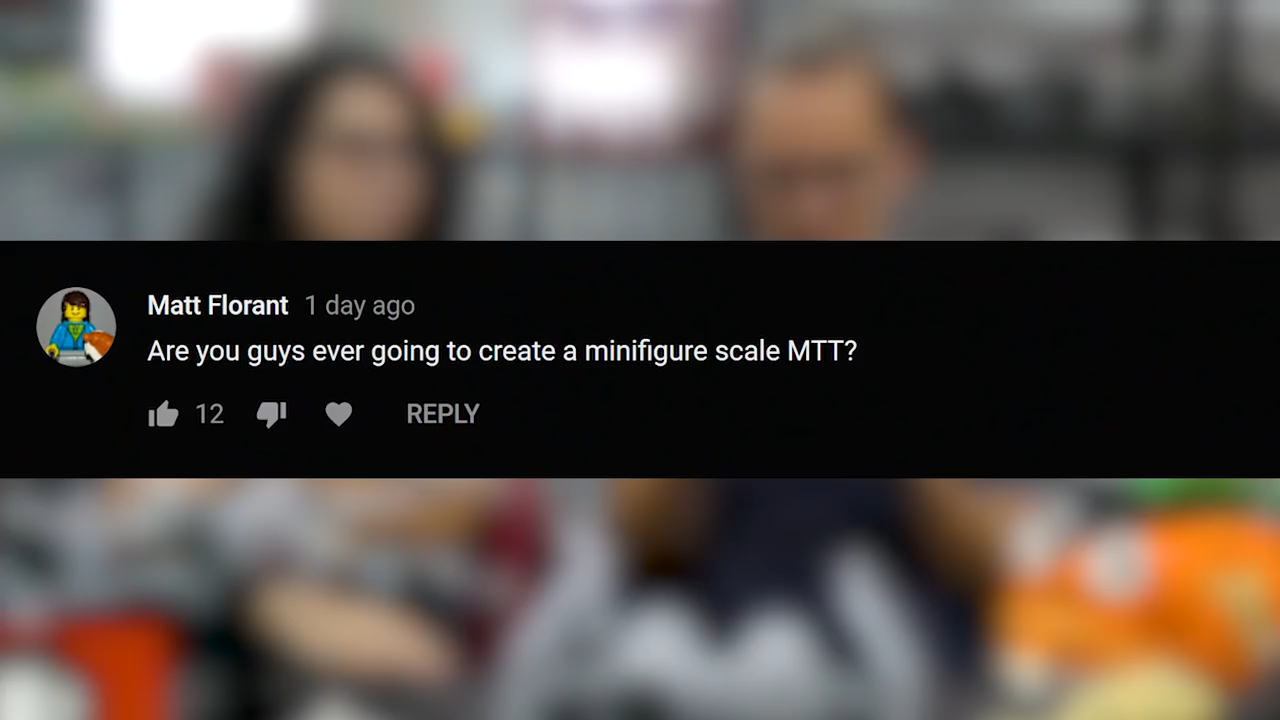 Matt Florant 1 day ago
Are you guys ever going to create a minifigure scale MTT?
12 REPLY